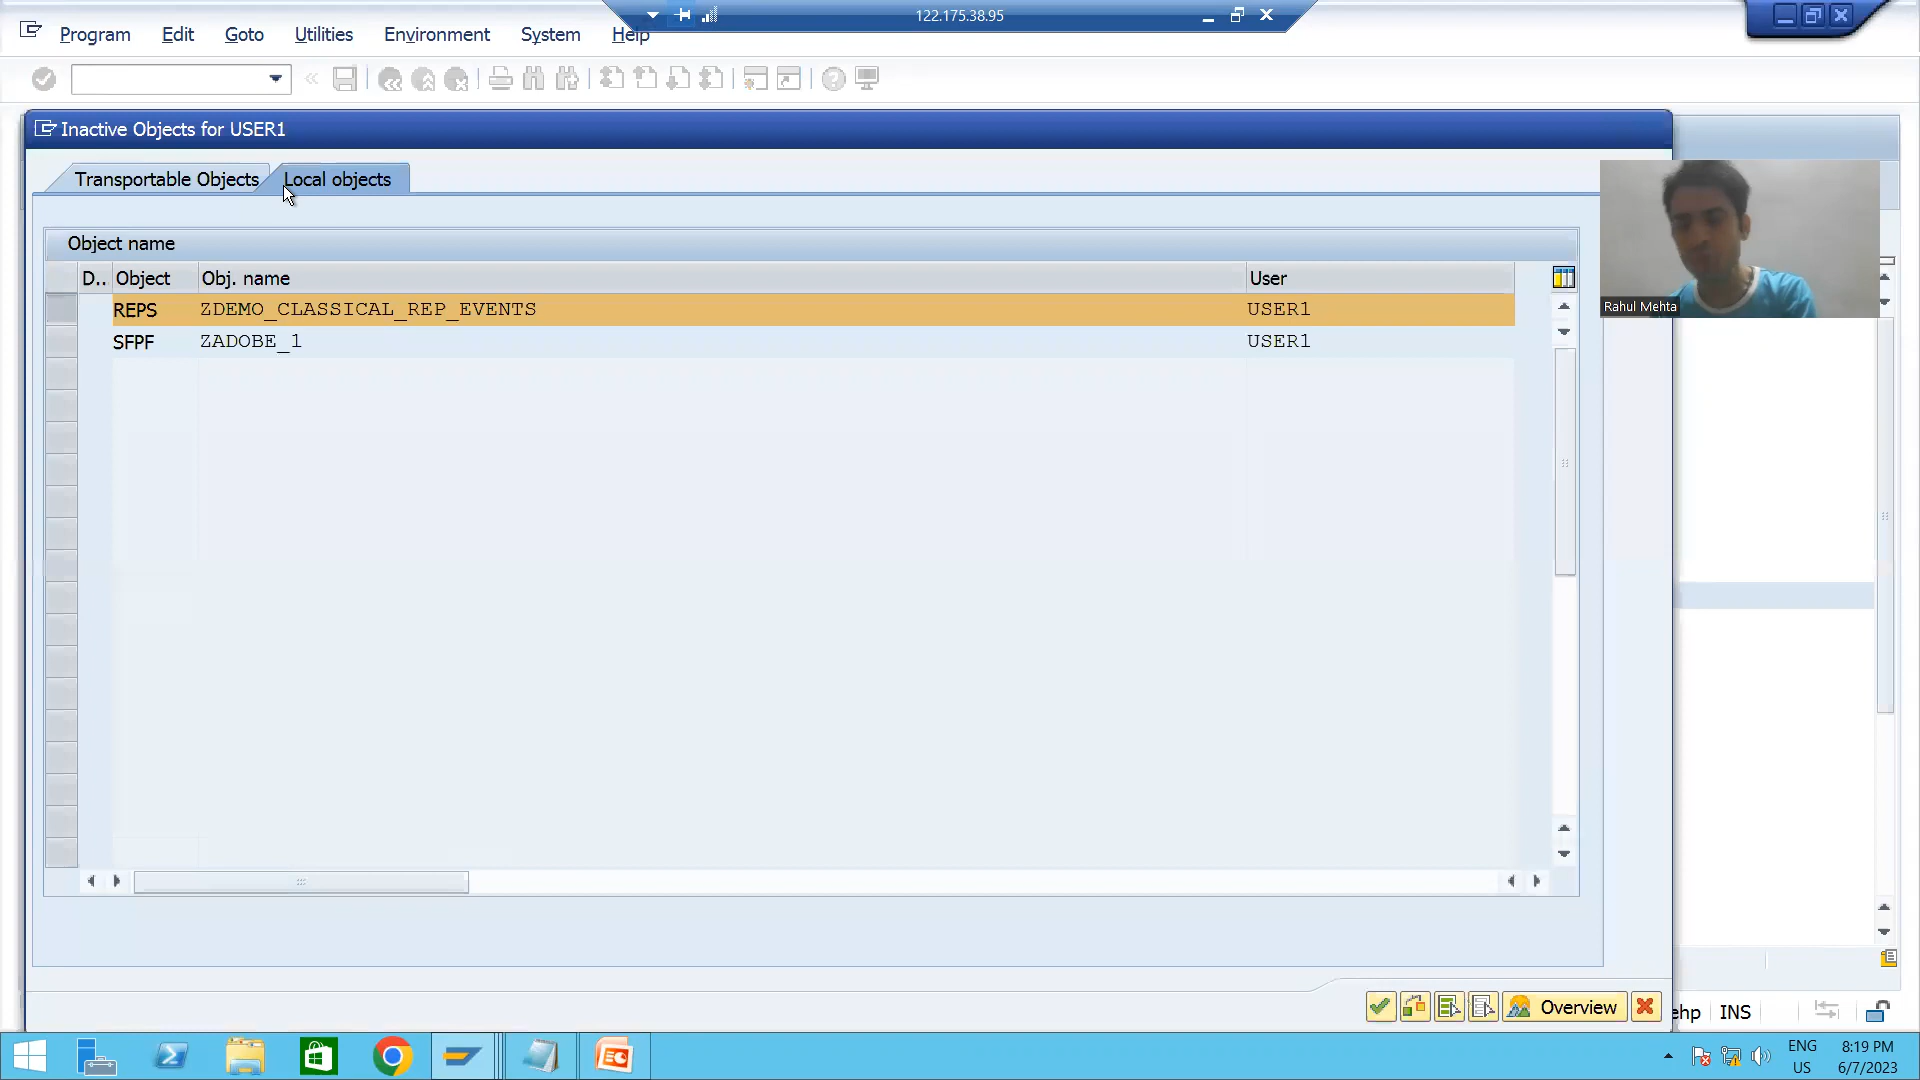 122.175.38.95
Program Edit Goto Utilities Environment System Help
Inactive Objects for USER1
Transportable Objects Local objects
Object name
D.. Object Obj. name User
REPS ZDEMO_CLASSICAL_REP_EVENTS USER1
SFPF ZADOBE_1 USER1
Rahul Mehta
Overview
ehp INS
ENG 8:19 PM
US 6/7/2023